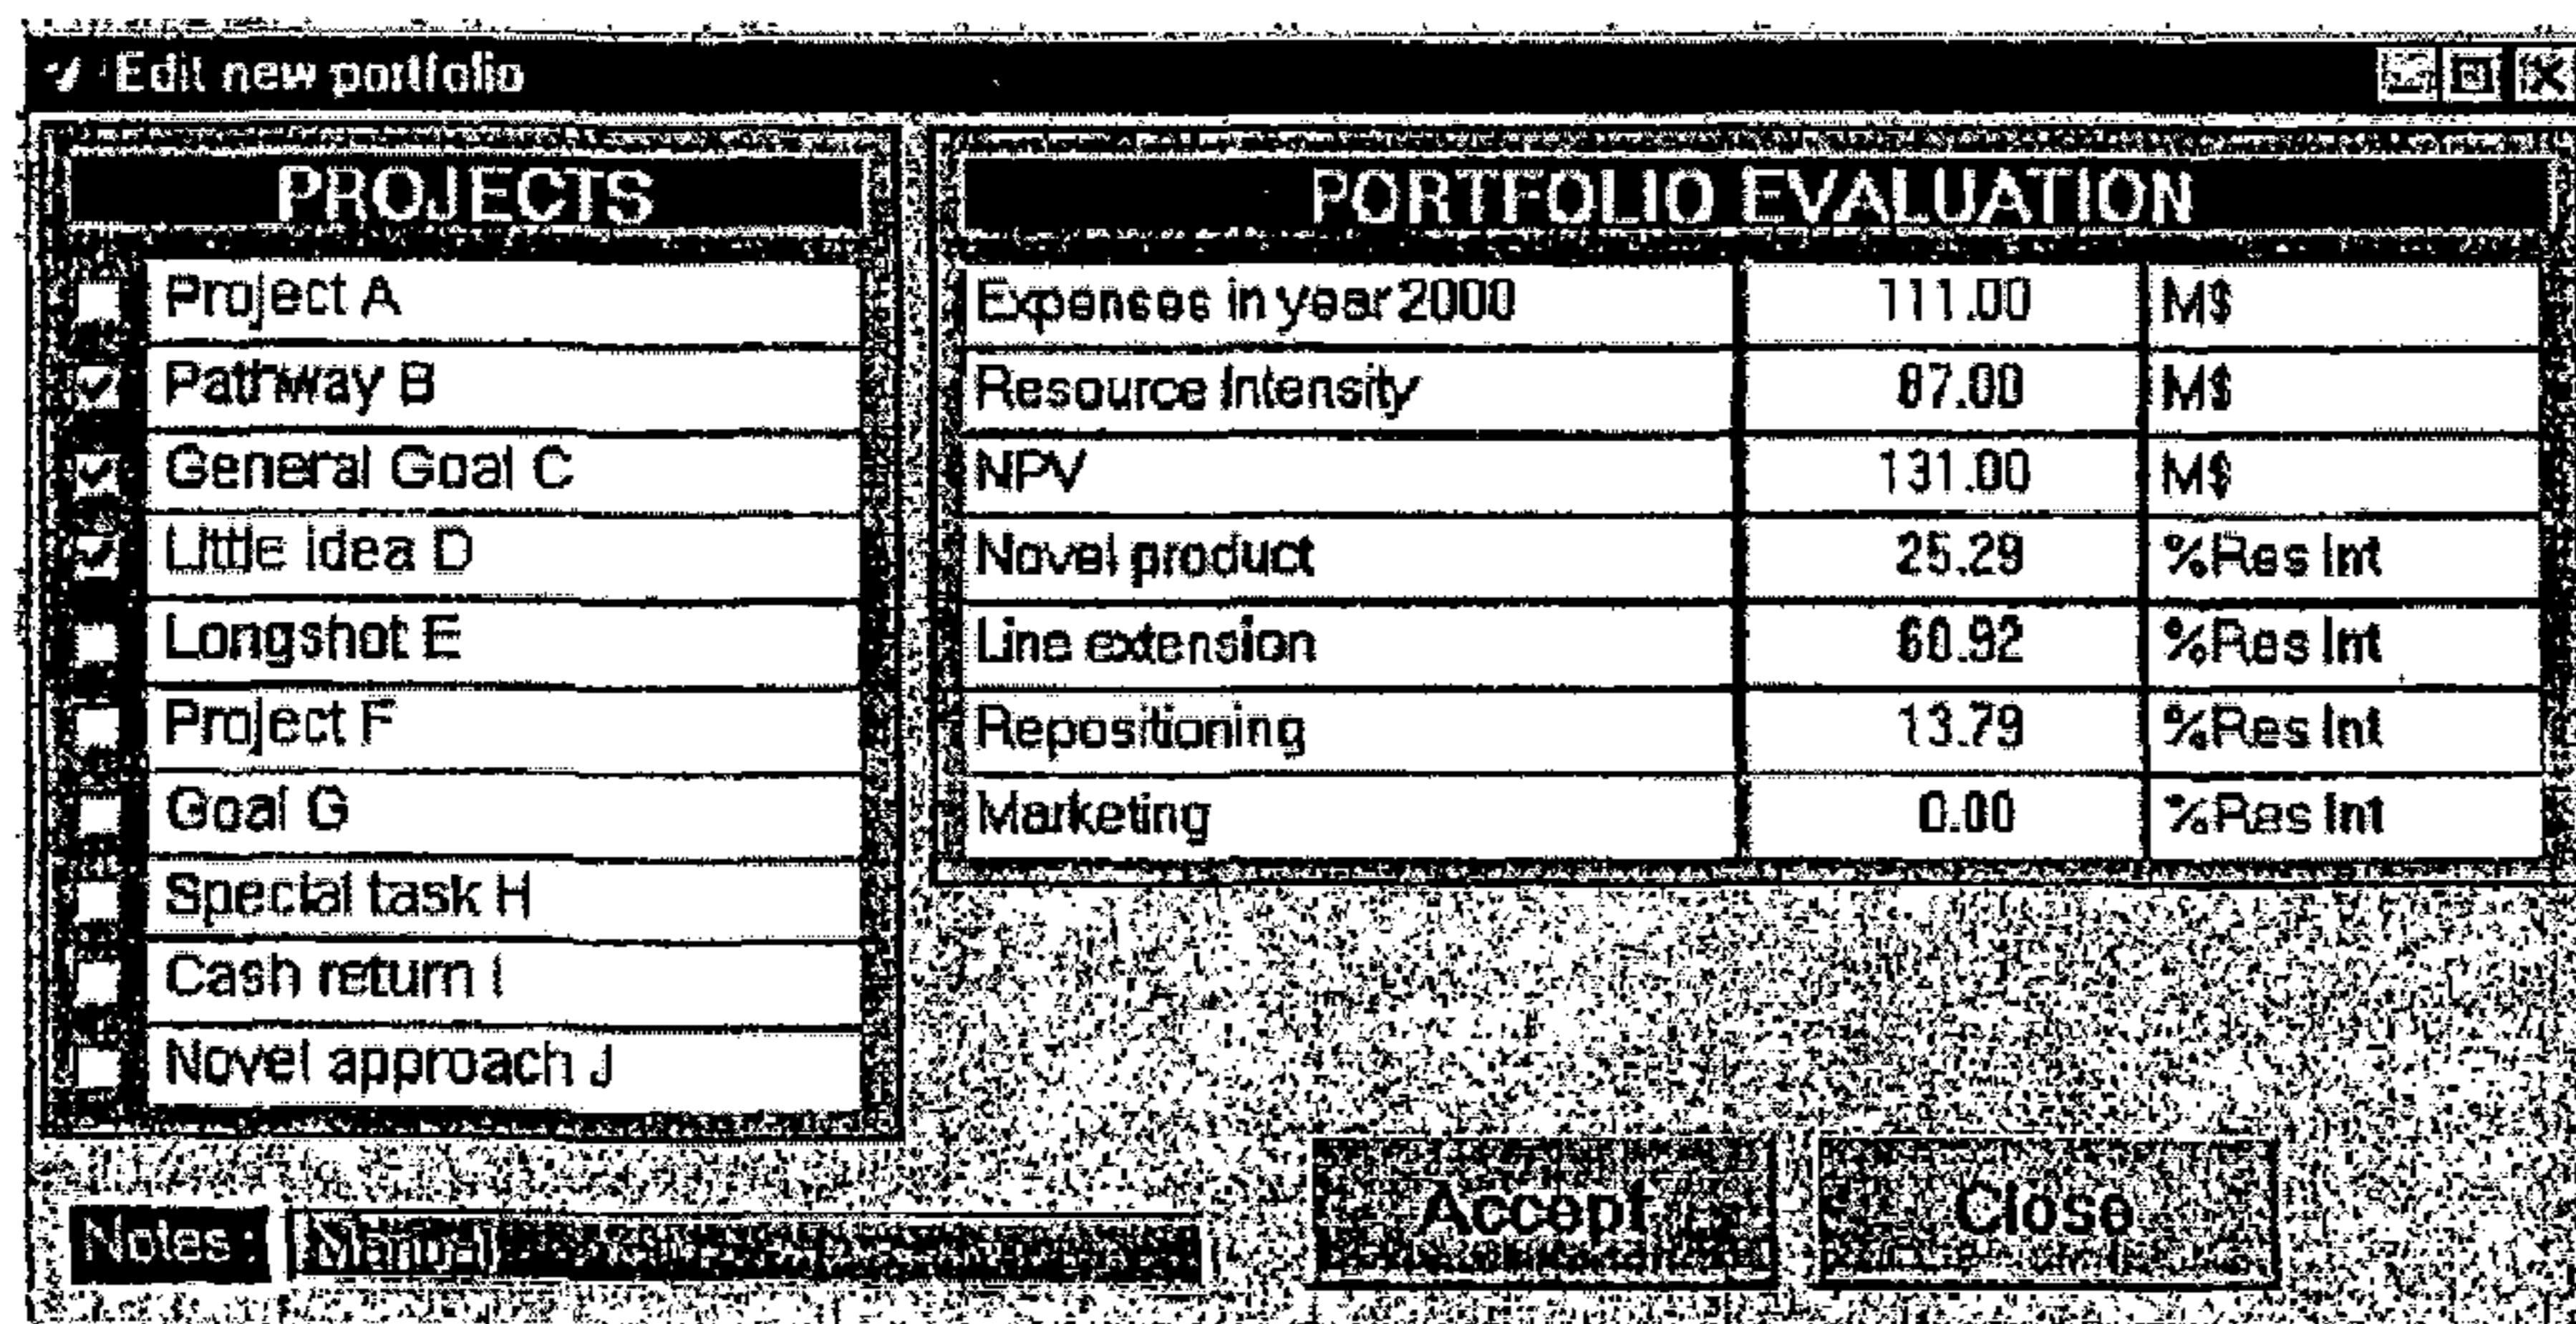 Edit new portfolio
PROJECTS
Project A
Pathway B
General Goal C
Little idea D
Longshot E
Project F
Goal G
Special task H
Cash return I
Novel approach J
PORTFOLIO EVALUATION
Expenses in year 2000 111.00 M$
Resource Intensity 87.00 M$
NPV 131.00 M$
Novel product 25.29 %Res Int
Line extension 60.92 %Res Int
Repositioning 13.79 %Res Int
Marketing 0.00 %Res Int
Notes: Manual
Accept Close